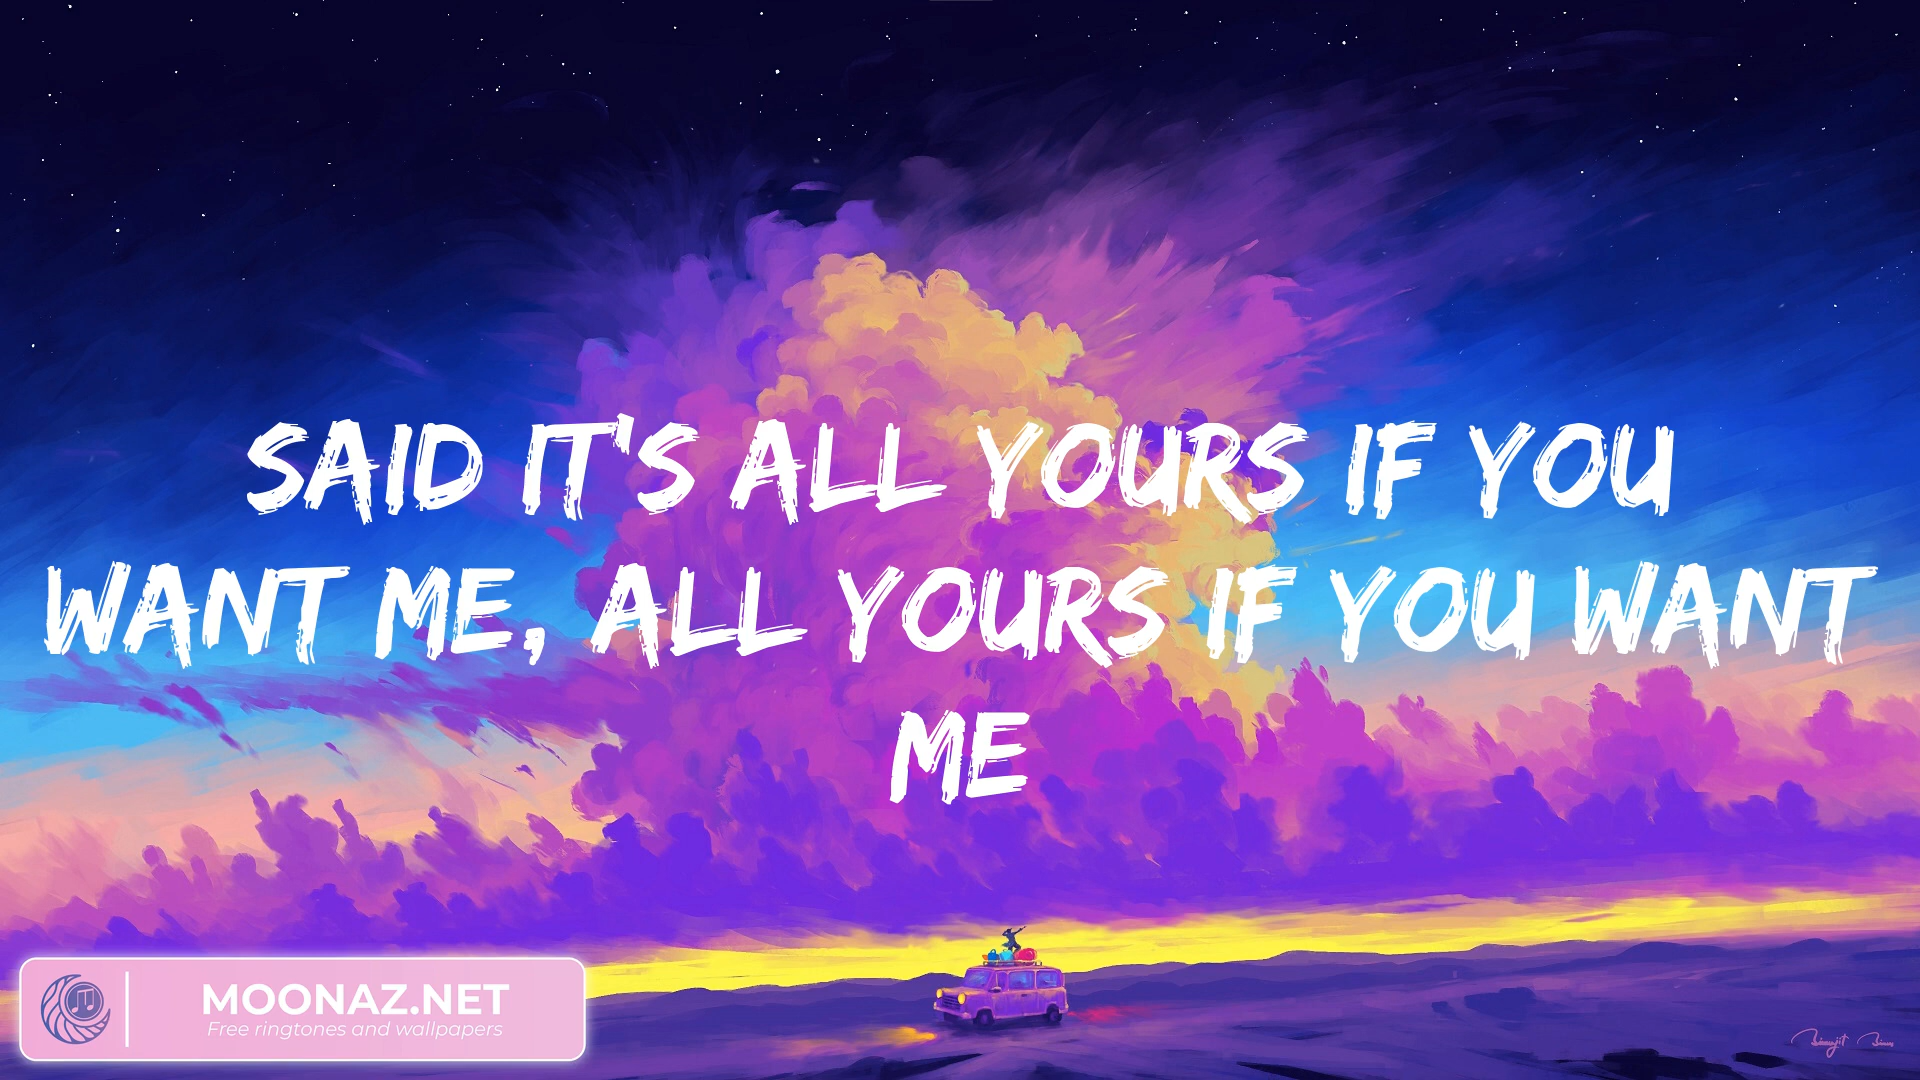 SAID IT'S ALL YOURS IF YOU
WANT ME, ALL YOURS IF YOU WANT
ME
MOONAZ.NET
Free ringtones and wallpapers